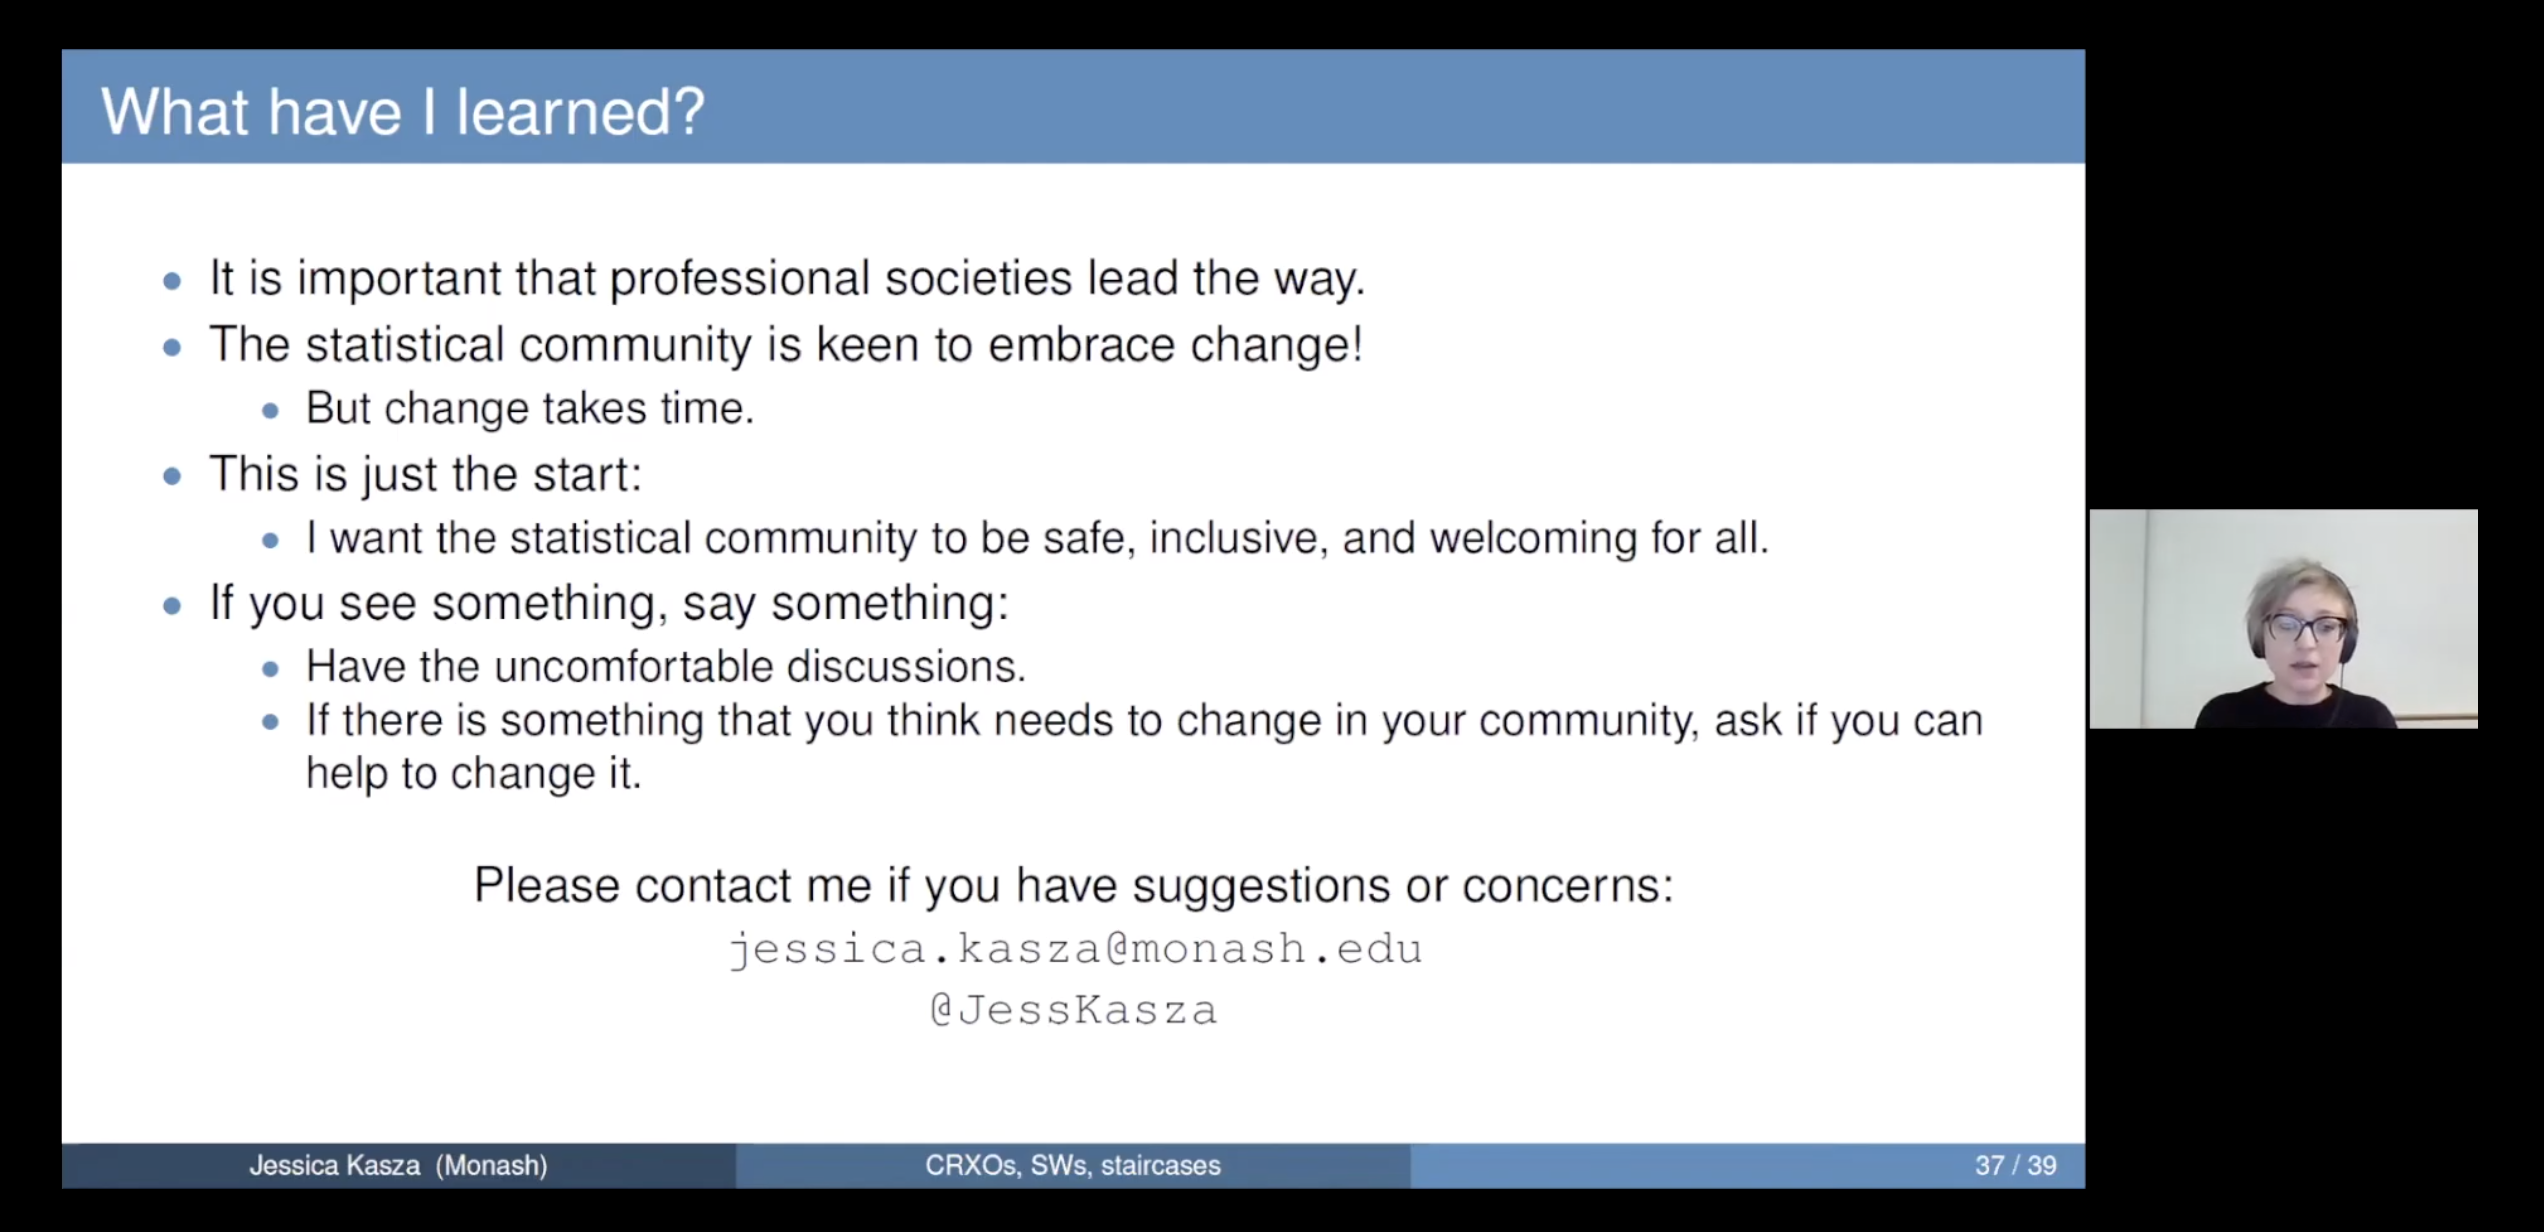 What have I learned?
• It is important that professional societies lead the way.
• The statistical community is keen to embrace change!
• But change takes time.
• This is just the start:
• I want the statistical community to be safe, inclusive, and welcoming for all.
• If you see something, say something:
• Have the uncomfortable discussions.
• If there is something that you think needs to change in your community, ask if you can
help to change it.
Please contact me if you have suggestions or concerns:
jessica.kasza@monash.edu
@JessKasza
Jessica Kasza (Monash)
CRXOs, SWs, staircases
37 / 39